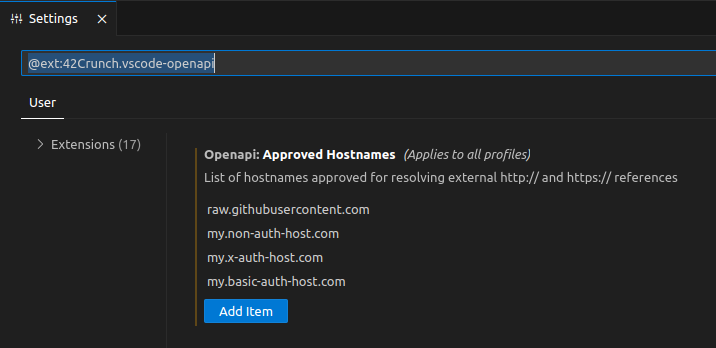 Settings
@ext:42Crunch.vscode-openapi
User
Extensions (17)
Openapi: Approved Hostnames (Applies to all profiles)
List of hostnames approved for resolving external http:// and https:// references
raw.githubusercontent.com
my.non-auth-host.com
my.x-auth-host.com
my.basic-auth-host.com
Add Item